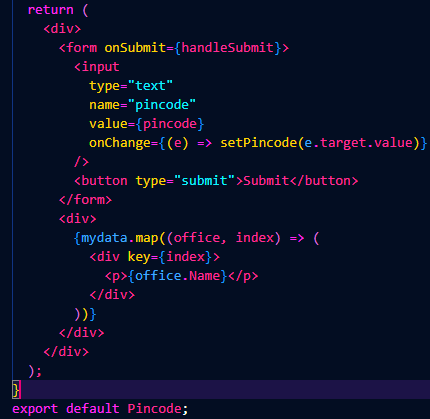 return (
<div>
<form onSubmit={handleSubmit}>
<input
type="text"
name="pincode"
value={pincode}
onChange={(e) => setPincode(e.target.value)}
/>
<button type="submit">Submit</button>
</form>
<div>
{mydata.map((office, index) => (
<div key={index}>
<p>{office.Name}</p>
</div>
))}
</div>
</div>
);
}
export default Pincode;